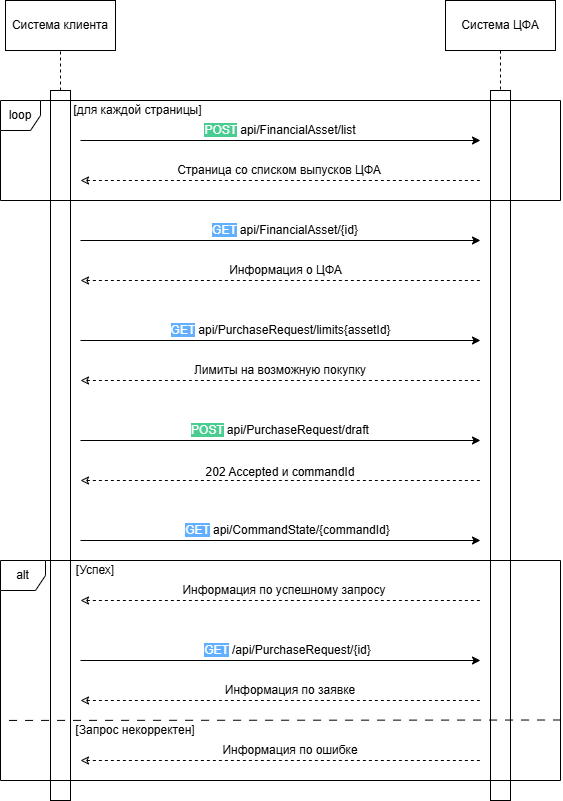 Система клиента
Система ЦФА
loop
[для каждой страницы]
POST api/FinancialAsset/list
Страница со списком выпусков ЦФА
GET api/FinancialAsset/{id}
Информация о ЦФА
GET api/PurchaseRequest/limits{assetId}
Лимиты на возможную покупку
POST api/PurchaseRequest/draft
202 Accepted и commandId
GET api/CommandState/{commandId}
alt
[Успех]
Информация по успешному запросу
GET /api/PurchaseRequest/{id}
Информация по заявке
[Запрос некорректен]
Информация по ошибке